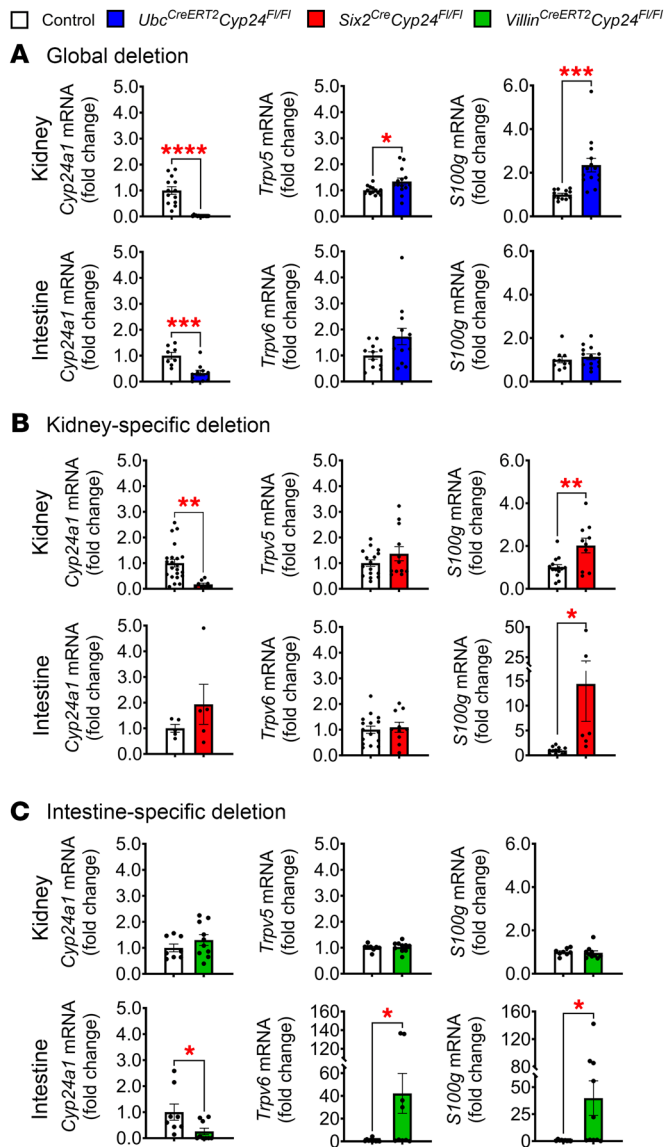 Control Ubc^CreERT2Cyp24^Fl/Fl Six2^CreCyp24^Fl/Fl Villin^CreERT2Cyp24^Fl/Fl
A Global deletion
Kidney
Cyp24a1 mRNA
(fold change)
5.0
4.0
3.0
2.0
1.0
0.0
****
Trpv5 mRNA
(fold change)
5.0
4.0
3.0
2.0
1.0
0.0
*
S100g mRNA
(fold change)
6.0
4.0
2.0
0.0
***
Intestine
Cyp24a1 mRNA
(fold change)
5.0
4.0
3.0
2.0
1.0
0.0
***
Trpv6 mRNA
(fold change)
5.0
4.0
3.0
2.0
1.0
0.0
S100g mRNA
(fold change)
6.0
4.0
2.0
0.0
B Kidney-specific deletion
Kidney
Cyp24a1 mRNA
(fold change)
5.0
4.0
3.0
2.0
1.0
0.0
**
Trpv5 mRNA
(fold change)
5.0
4.0
3.0
2.0
1.0
0.0
S100g mRNA
(fold change)
6.0
4.0
2.0
0.0
**
Intestine
Cyp24a1 mRNA
(fold change)
5.0
4.0
3.0
2.0
1.0
0.0
Trpv6 mRNA
(fold change)
5.0
4.0
3.0
2.0
1.0
0.0
S100g mRNA
(fold change)
50
25
15
10
5
0
*
C Intestine-specific deletion
Kidney
Cyp24a1 mRNA
(fold change)
5.0
4.0
3.0
2.0
1.0
0.0
Trpv5 mRNA
(fold change)
5.0
4.0
3.0
2.0
1.0
0.0
S100g mRNA
(fold change)
6.0
4.0
2.0
0.0
Intestine
Cyp24a1 mRNA
(fold change)
5.0
4.0
3.0
2.0
1.0
0.0
*
Trpv6 mRNA
(fold change)
160
140
120
100
60
40
20
0
*
S100g mRNA
(fold change)
160
120
80
50
25
0
*